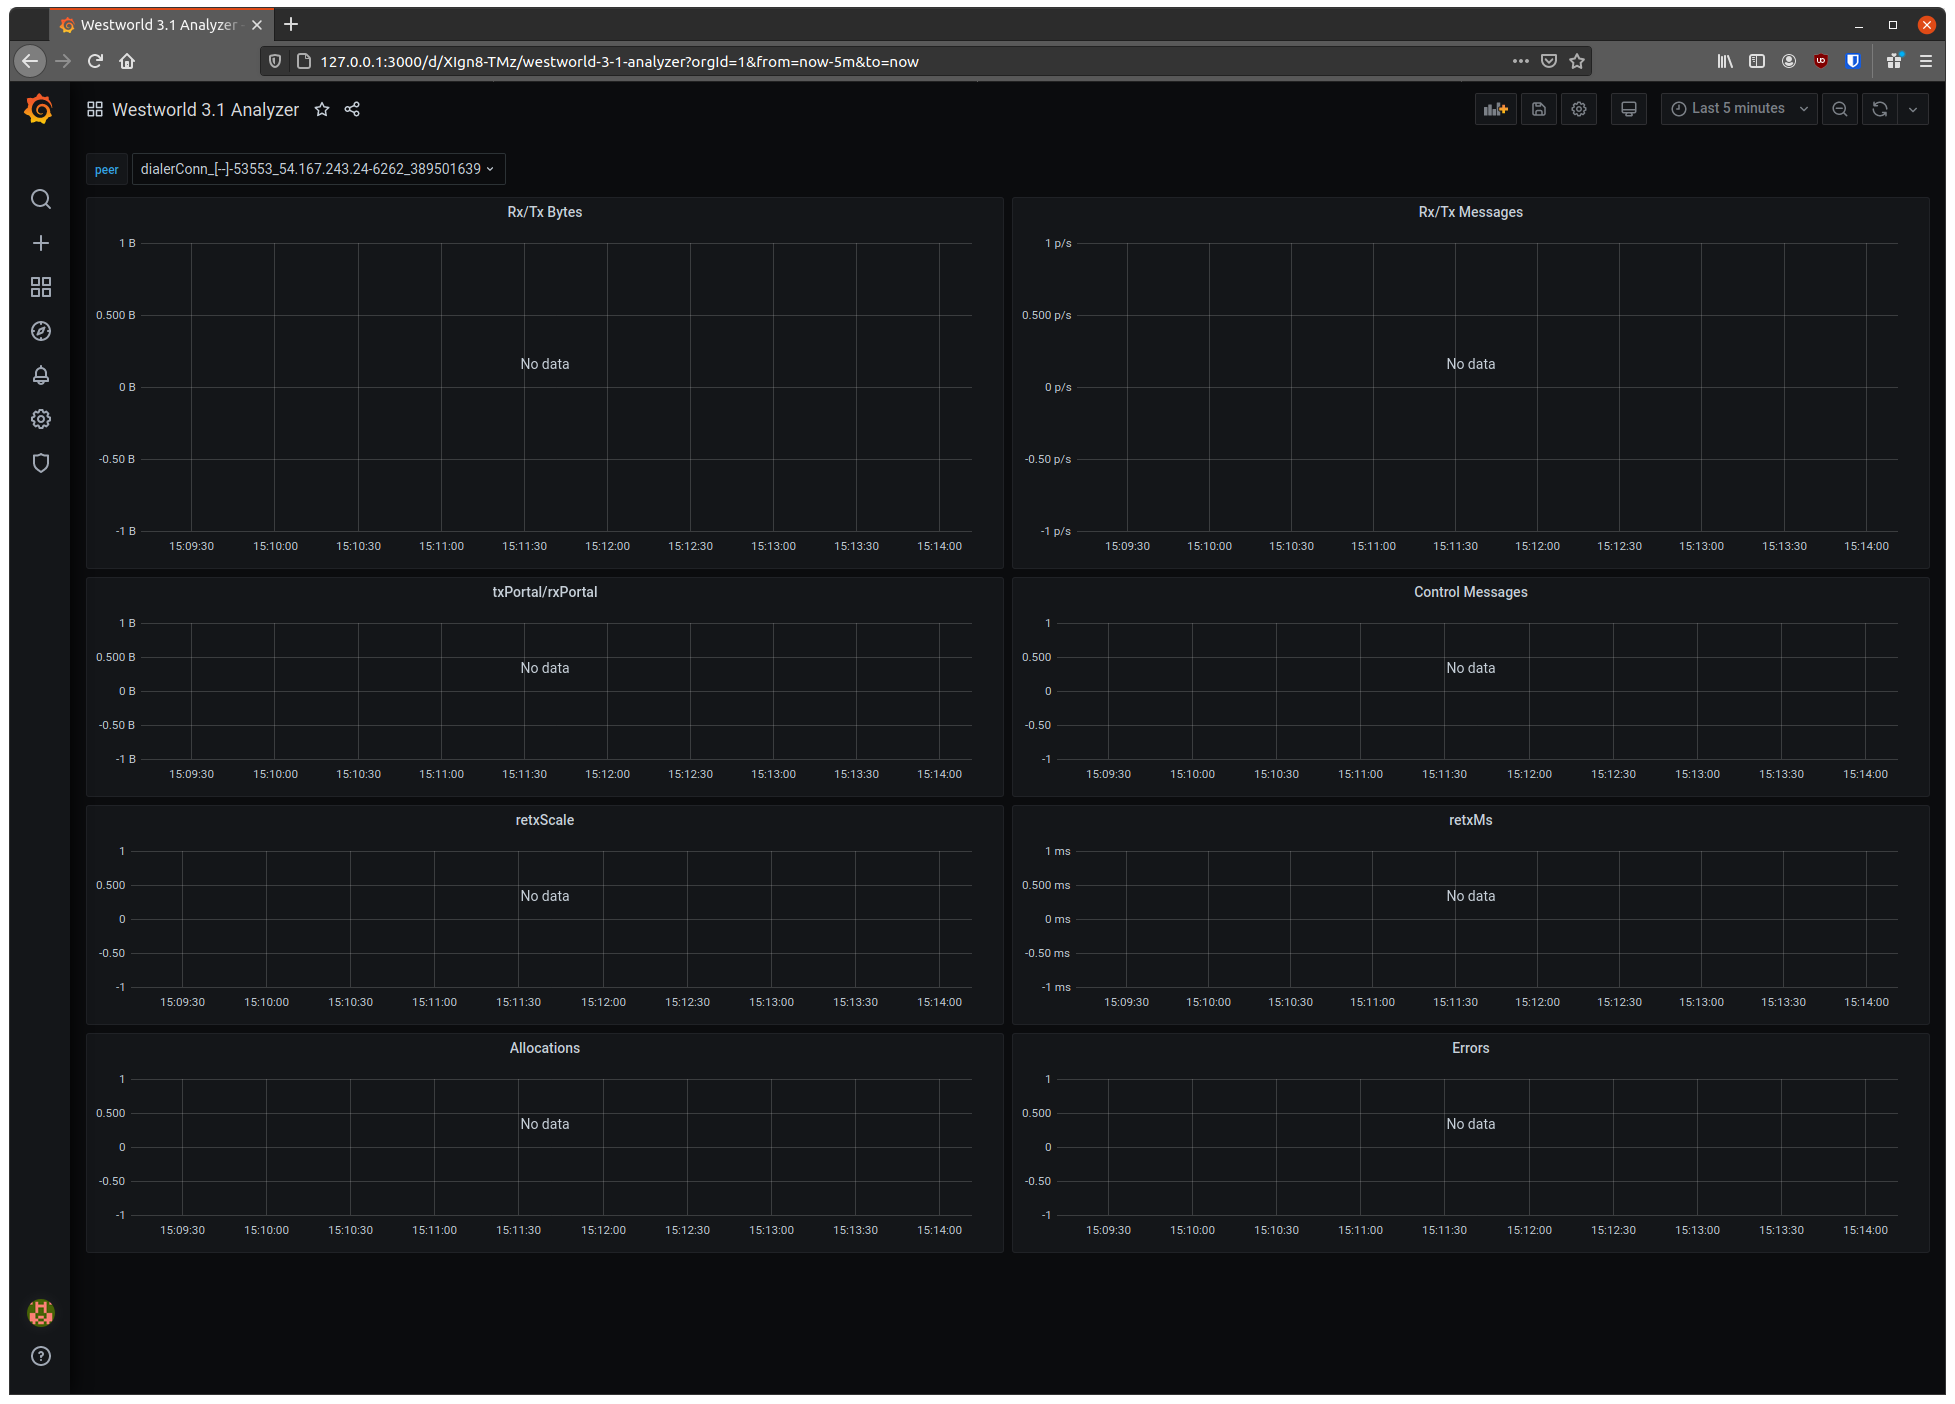 Westworld 3.1 Analyzer
127.0.0.1:3000/d/XIgn8-TMz/westworld-3-1-analyzer?orgId=1&from=now-5m&to=now
Westworld 3.1 Analyzer
Last 5 minutes
peer
dialerConn_[--]-53553_54.167.243.24-6262_389501639
Rx/Tx Bytes
1 B
0.500 B
No data
0 B
-0.50 B
-1 B
15:09:30 15:10:00 15:10:30 15:11:00 15:11:30 15:12:00 15:12:30 15:13:00 15:13:30 15:14:00
Rx/Tx Messages
1 p/s
0.500 p/s
No data
0 p/s
-0.50 p/s
-1 p/s
15:09:30 15:10:00 15:10:30 15:11:00 15:11:30 15:12:00 15:12:30 15:13:00 15:13:30 15:14:00
txPortal/rxPortal
1 B
0.500 B
No data
0 B
-0.50 B
-1 B
15:09:30 15:10:00 15:10:30 15:11:00 15:11:30 15:12:00 15:12:30 15:13:00 15:13:30 15:14:00
Control Messages
1
0.500
No data
0
-0.50
-1
15:09:30 15:10:00 15:10:30 15:11:00 15:11:30 15:12:00 15:12:30 15:13:00 15:13:30 15:14:00
retxScale
1
0.500
No data
0
-0.50
-1
15:09:30 15:10:00 15:10:30 15:11:00 15:11:30 15:12:00 15:12:30 15:13:00 15:13:30 15:14:00
retxMs
1 ms
0.500 ms
No data
0 ms
-0.50 ms
-1 ms
15:09:30 15:10:00 15:10:30 15:11:00 15:11:30 15:12:00 15:12:30 15:13:00 15:13:30 15:14:00
Allocations
1
0.500
No data
0
-0.50
-1
15:09:30 15:10:00 15:10:30 15:11:00 15:11:30 15:12:00 15:12:30 15:13:00 15:13:30 15:14:00
Errors
1
0.500
No data
0
-0.50
-1
15:09:30 15:10:00 15:10:30 15:11:00 15:11:30 15:12:00 15:12:30 15:13:00 15:13:30 15:14:00